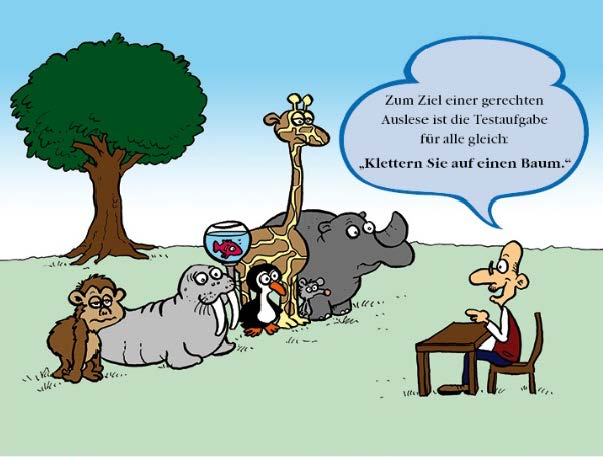 Zum Ziel einer gerechten
Auslese ist die Testaufgabe
für alle gleich:
„Klettern Sie auf einen Baum.“